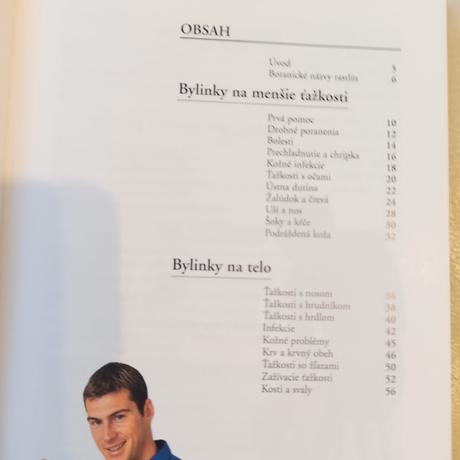 OBSAH
Úvod 5
Botanické názvy rastlín 6
Bylinky na menšie ťažkosti
Prvá pomoc 10
Drobné poranenia 12
Bolesti 14
Prechladnutie a chrípka 16
Kožné infekcie 18
Ťažkosti s očami 20
Ústna dutina 22
Žalúdok a črevá 24
Uši a nos 28
Šoky a kŕče 30
Podráždená koža 32
Bylinky na telo
Ťažkosti s nosom 36
Ťažkosti s hrudníkom 38
Ťažkosti s hrdlom 40
Infekcie 42
Kožné problémy 45
Krv a krvný obeh 46
Ťažkosti so žľazami 50
Zažívacie ťažkosti 52
Kosti a svaly 56